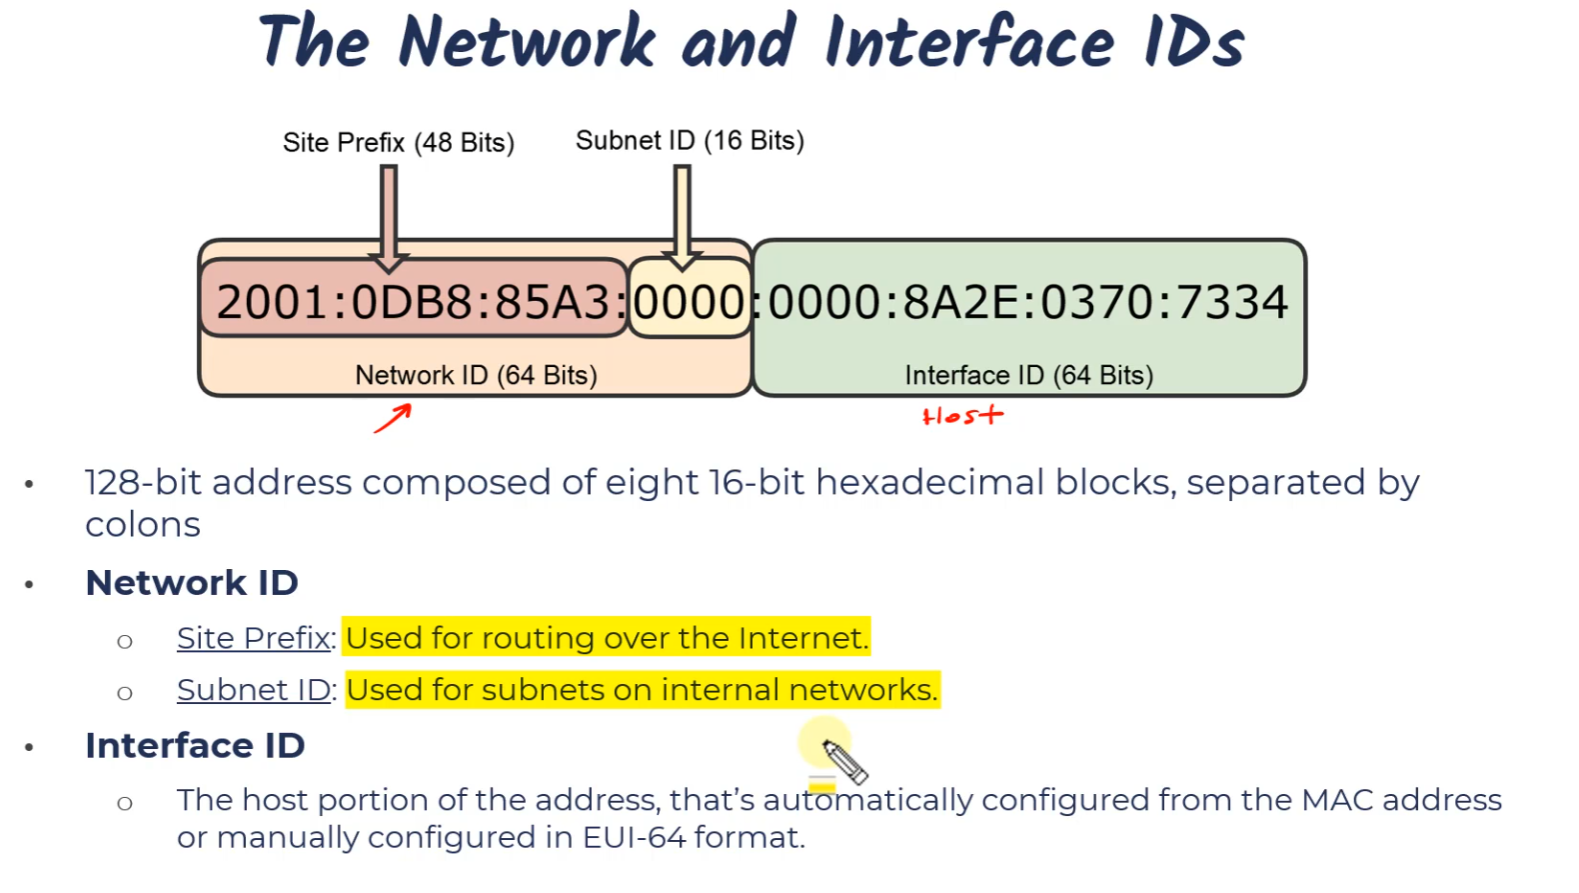 The Network and Interface IDs
Site Prefix (48 Bits)
Subnet ID (16 Bits)
2001:0DB8:85A3:0000:0000:8A2E:0370:7334
Network ID (64 Bits)
Interface ID (64 Bits)
Host
• 128-bit address composed of eight 16-bit hexadecimal blocks, separated by
colons
• Network ID
○ Site Prefix: Used for routing over the Internet.
○ Subnet ID: Used for subnets on internal networks.
• Interface ID
○ The host portion of the address, that’s automatically configured from the MAC address
or manually configured in EUI-64 format.